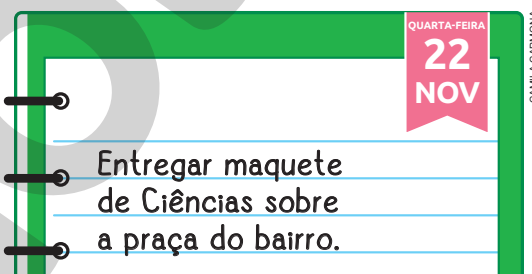 QUARTA-FEIRA
22
NOV
Entregar maquete
de Ciências sobre
a praça do bairro.